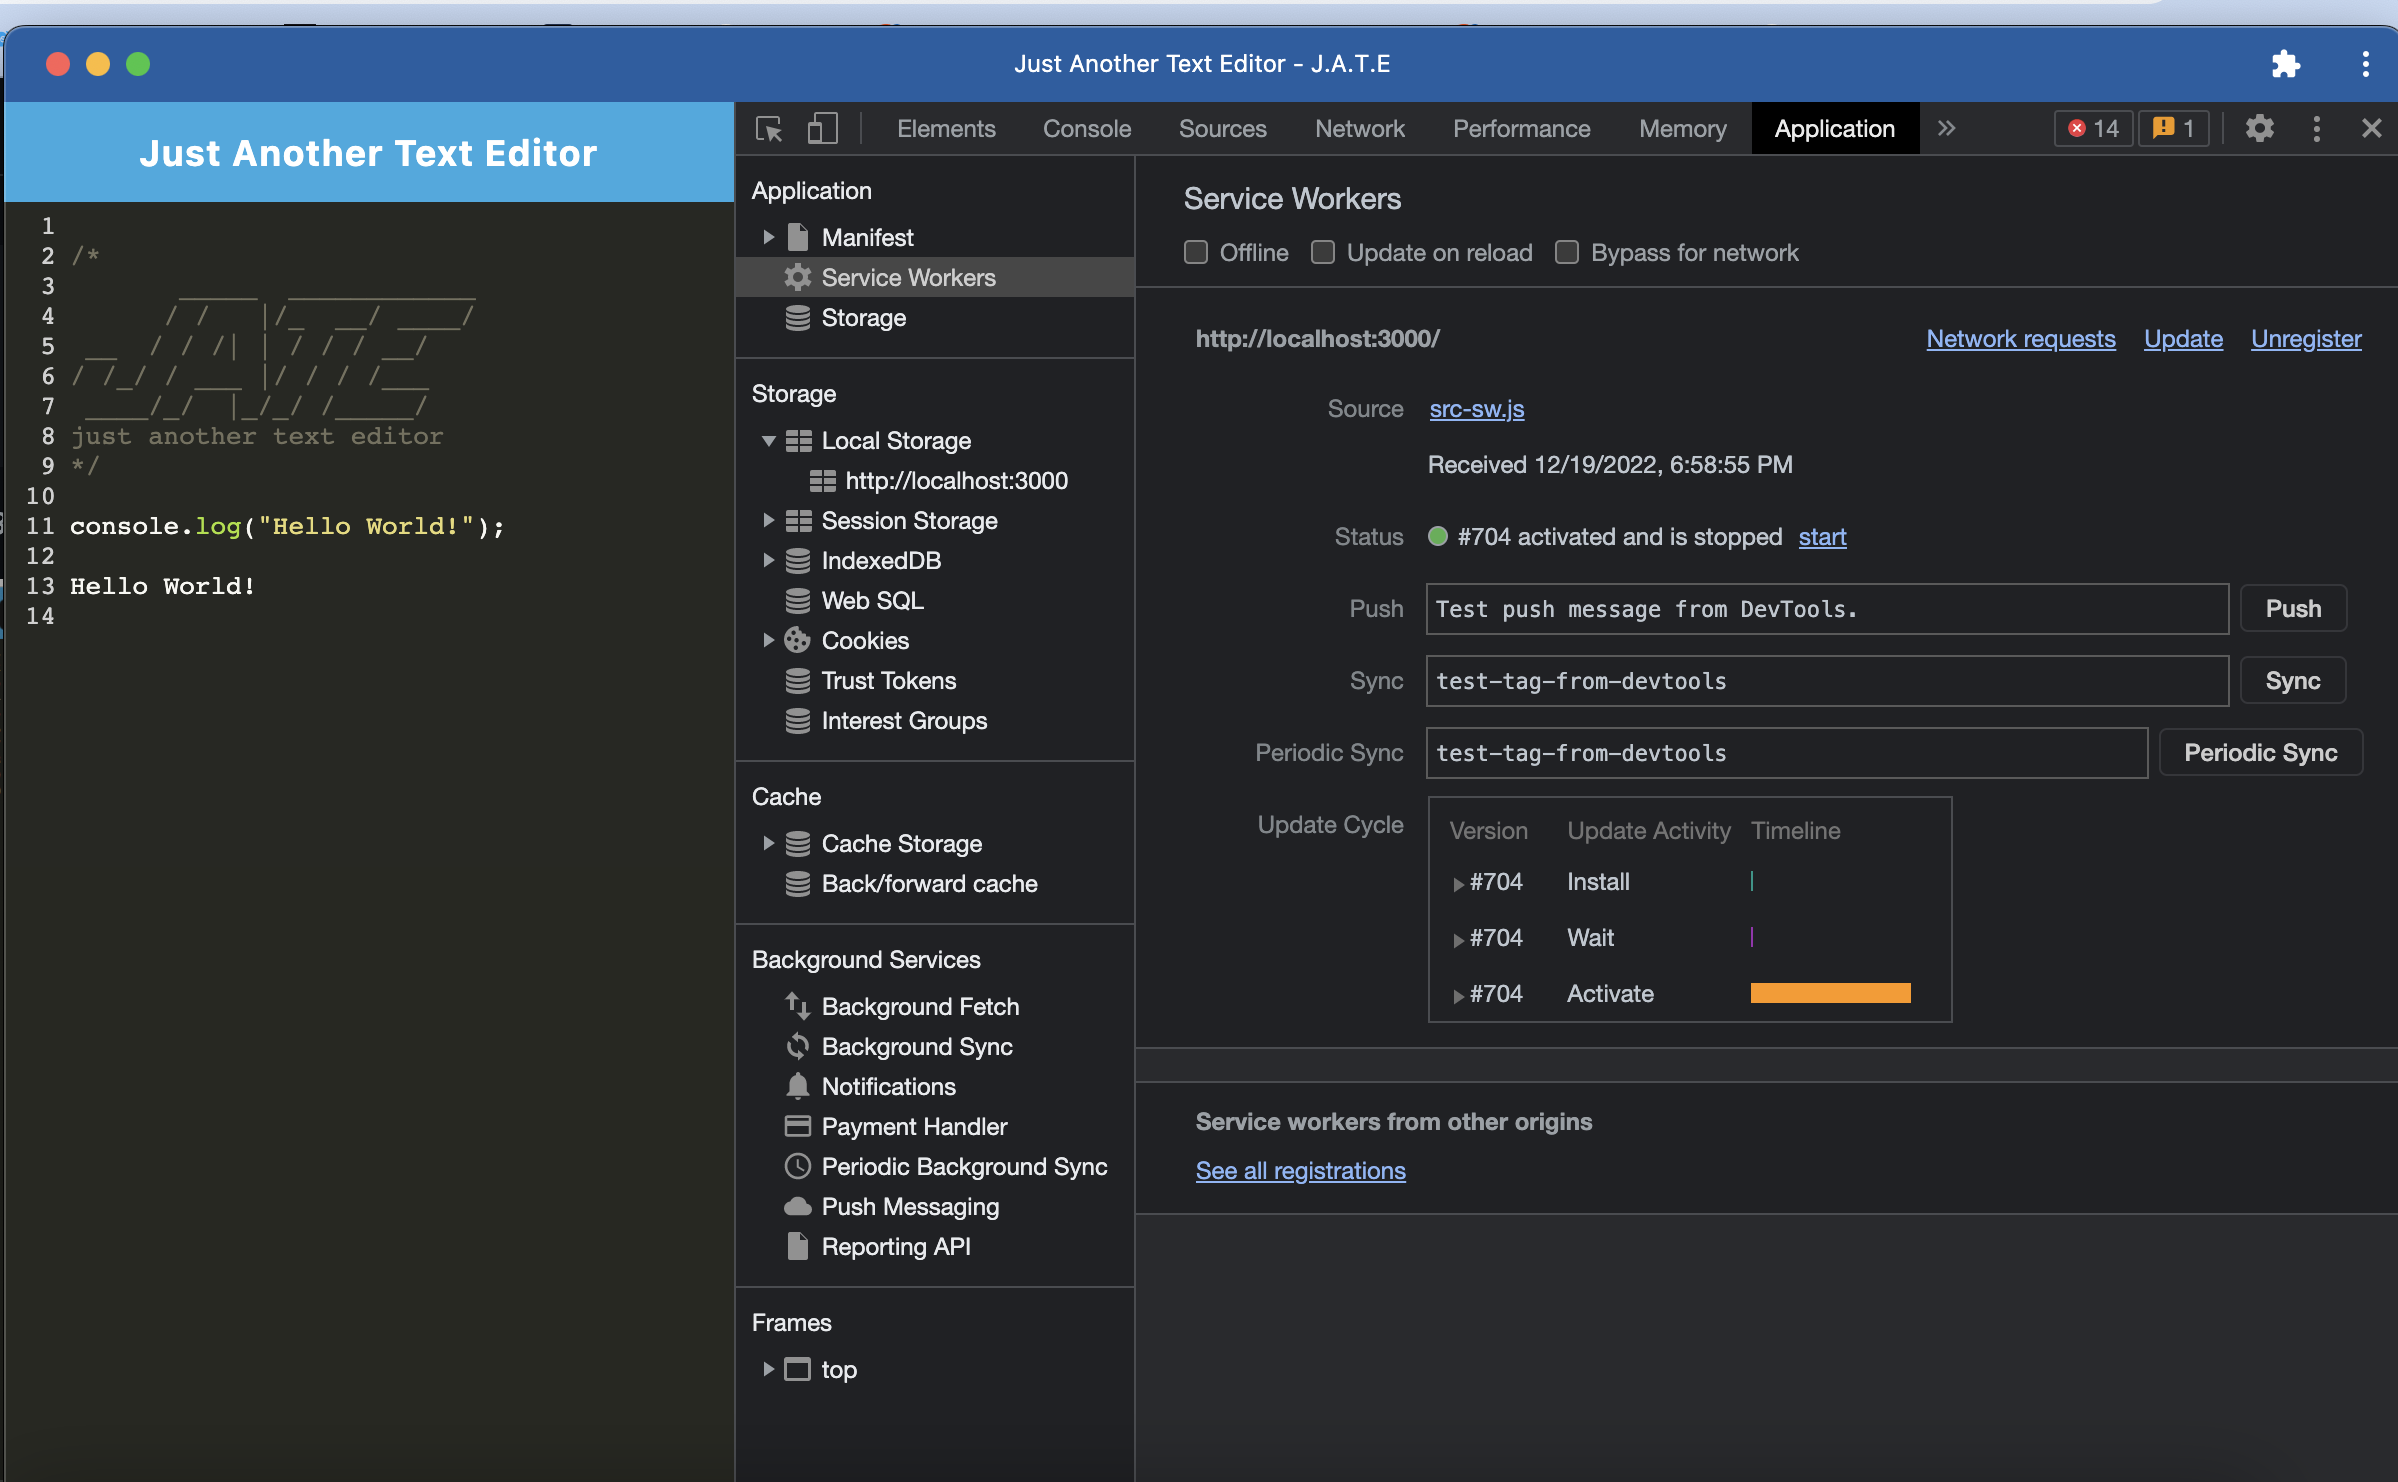 Just Another Text Editor - J.A.T.E
Just Another Text Editor
1
2 /*
3      ______  ______________
4       / /    |/_  __/ ____/
5  __  / / /| | / / / __/
6 / /_/ / ___ |/ / / /___
7  ____/_/  |_/_/ /_____/
8 just another text editor
9 */
10
11 console.log("Hello World!");
12
13 Hello World!
14
Elements Console Sources Network Performance Memory Application 14 1
Application
Manifest
Service Workers
Storage
Storage
Local Storage
http://localhost:3000
Session Storage
IndexedDB
Web SQL
Cookies
Trust Tokens
Interest Groups
Cache
Cache Storage
Back/forward cache
Background Services
Background Fetch
Background Sync
Notifications
Payment Handler
Periodic Background Sync
Push Messaging
Reporting API
Frames
top
Service Workers
Offline Update on reload Bypass for network
http://localhost:3000/ Network requests Update Unregister
Source src-sw.js
Received 12/19/2022, 6:58:55 PM
Status #704 activated and is stopped start
Push Test push message from DevTools. Push
Sync test-tag-from-devtools Sync
Periodic Sync test-tag-from-devtools Periodic Sync
Update Cycle Version Update Activity Timeline
#704 Install
#704 Wait
#704 Activate
Service workers from other origins
See all registrations